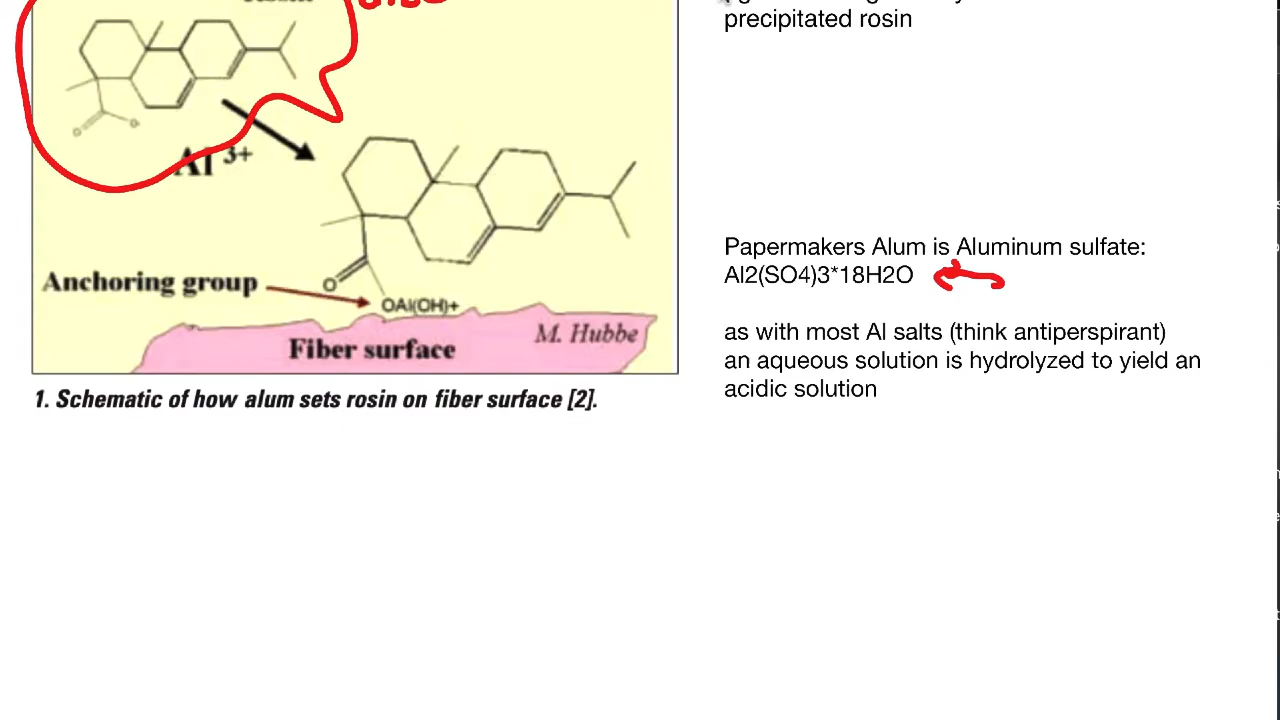 precipitated rosin
Al 3+
O
Anchoring group
OAl(OH)+
M. Hubbe
Fiber surface
1. Schematic of how alum sets rosin on fiber surface [2].
Papermakers Alum is Aluminum sulfate:
Al2(SO4)3*18H2O
as with most Al salts (think antiperspirant)
an aqueous solution is hydrolyzed to yield an
acidic solution